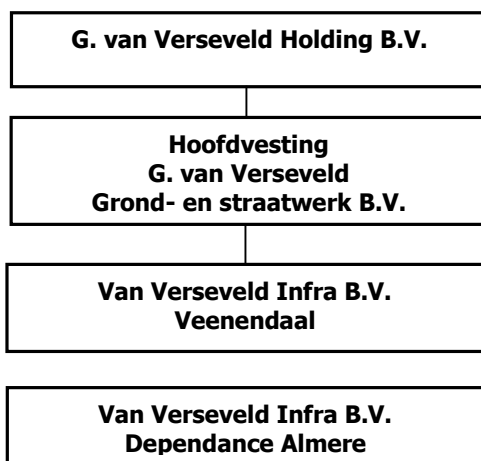 G. van Verseveld Holding B.V.
Hoofdvesting
G. van Verseveld
Grond- en straatwerk B.V.
Van Verseveld Infra B.V.
Veenendaal
Van Verseveld Infra B.V.
Dependance Almere